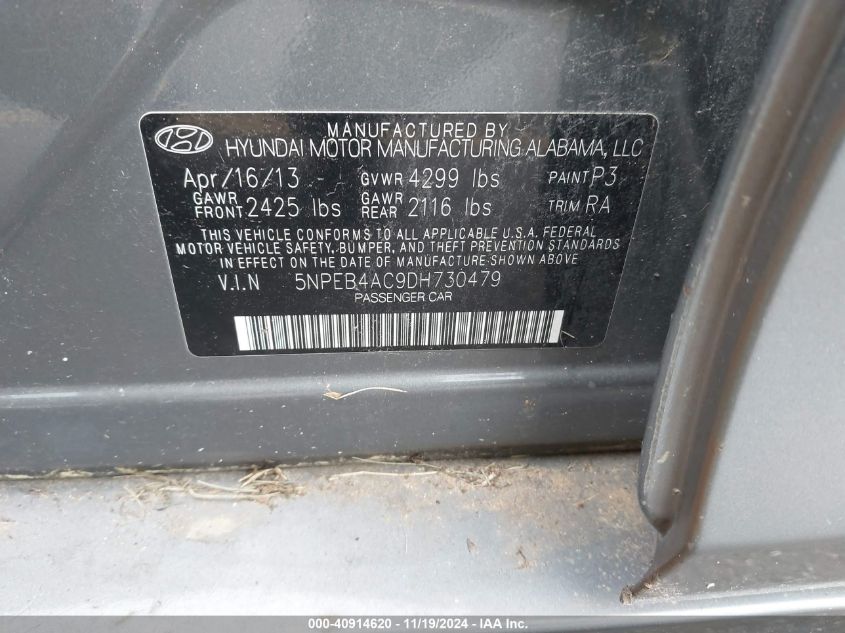 MANUFACTURED BY
HYUNDAI MOTOR MANUFACTURING ALABAMA, LLC
Apr/16/13 - GVWR 4299 lbs PAINT P3
GAWR FRONT 2425 lbs GAWR REAR 2116 lbs TRIM RA
THIS VEHICLE CONFORMS TO ALL APPLICABLE U.S.A. FEDERAL
MOTOR VEHICLE SAFETY, BUMPER, AND THEFT PREVENTION STANDARDS
IN EFFECT ON THE DATE OF MANUFACTURE SHOWN ABOVE
V.I.N 5NPEB4AC9DH730479
PASSENGER CAR
000-40914620 - 11/19/2024 - IAA Inc.